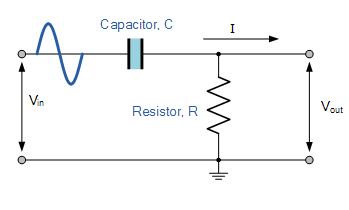 Capacitor, C
I
Vin
Resistor, R
Vout